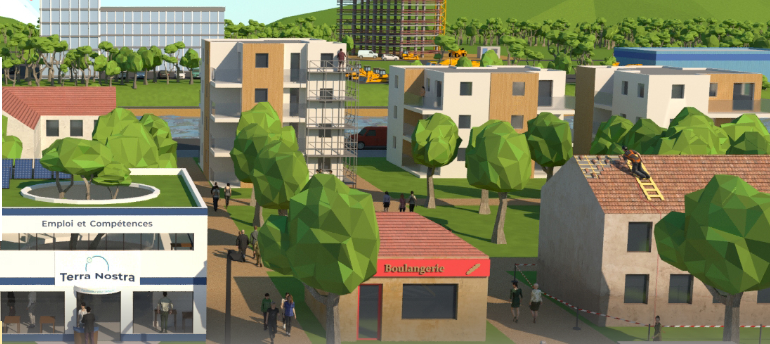 Emploi et Compétences
Terra Nostra
Boulangerie